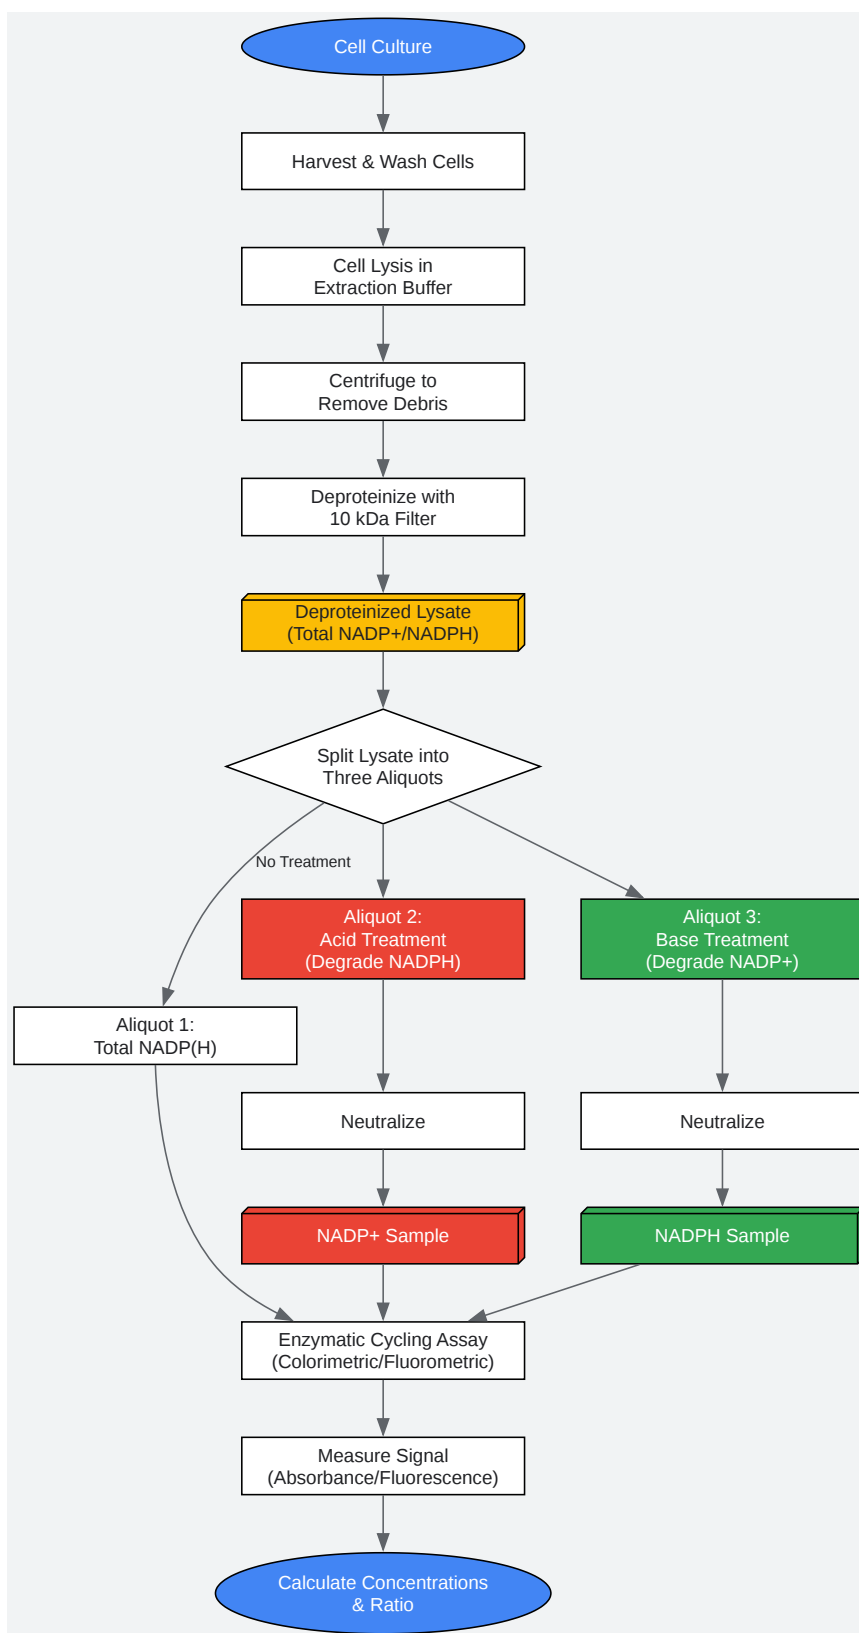 Cell Culture
Harvest & Wash Cells
Cell Lysis in
Extraction Buffer
Centrifuge to
Remove Debris
Deproteinize with
10 kDa Filter
Deproteinized Lysate
(Total NADP+/NADPH)
Split Lysate into
Three Aliquots
No Treatment
Aliquot 2:
Acid Treatment
(Degrade NADPH)
Aliquot 3:
Base Treatment
(Degrade NADP+)
Aliquot 1:
Total NADP(H)
Neutralize
Neutralize
NADP+ Sample
NADPH Sample
Enzymatic Cycling Assay
(Colorimetric/Fluorometric)
Measure Signal
(Absorbance/Fluorescence)
Calculate Concentrations
& Ratio